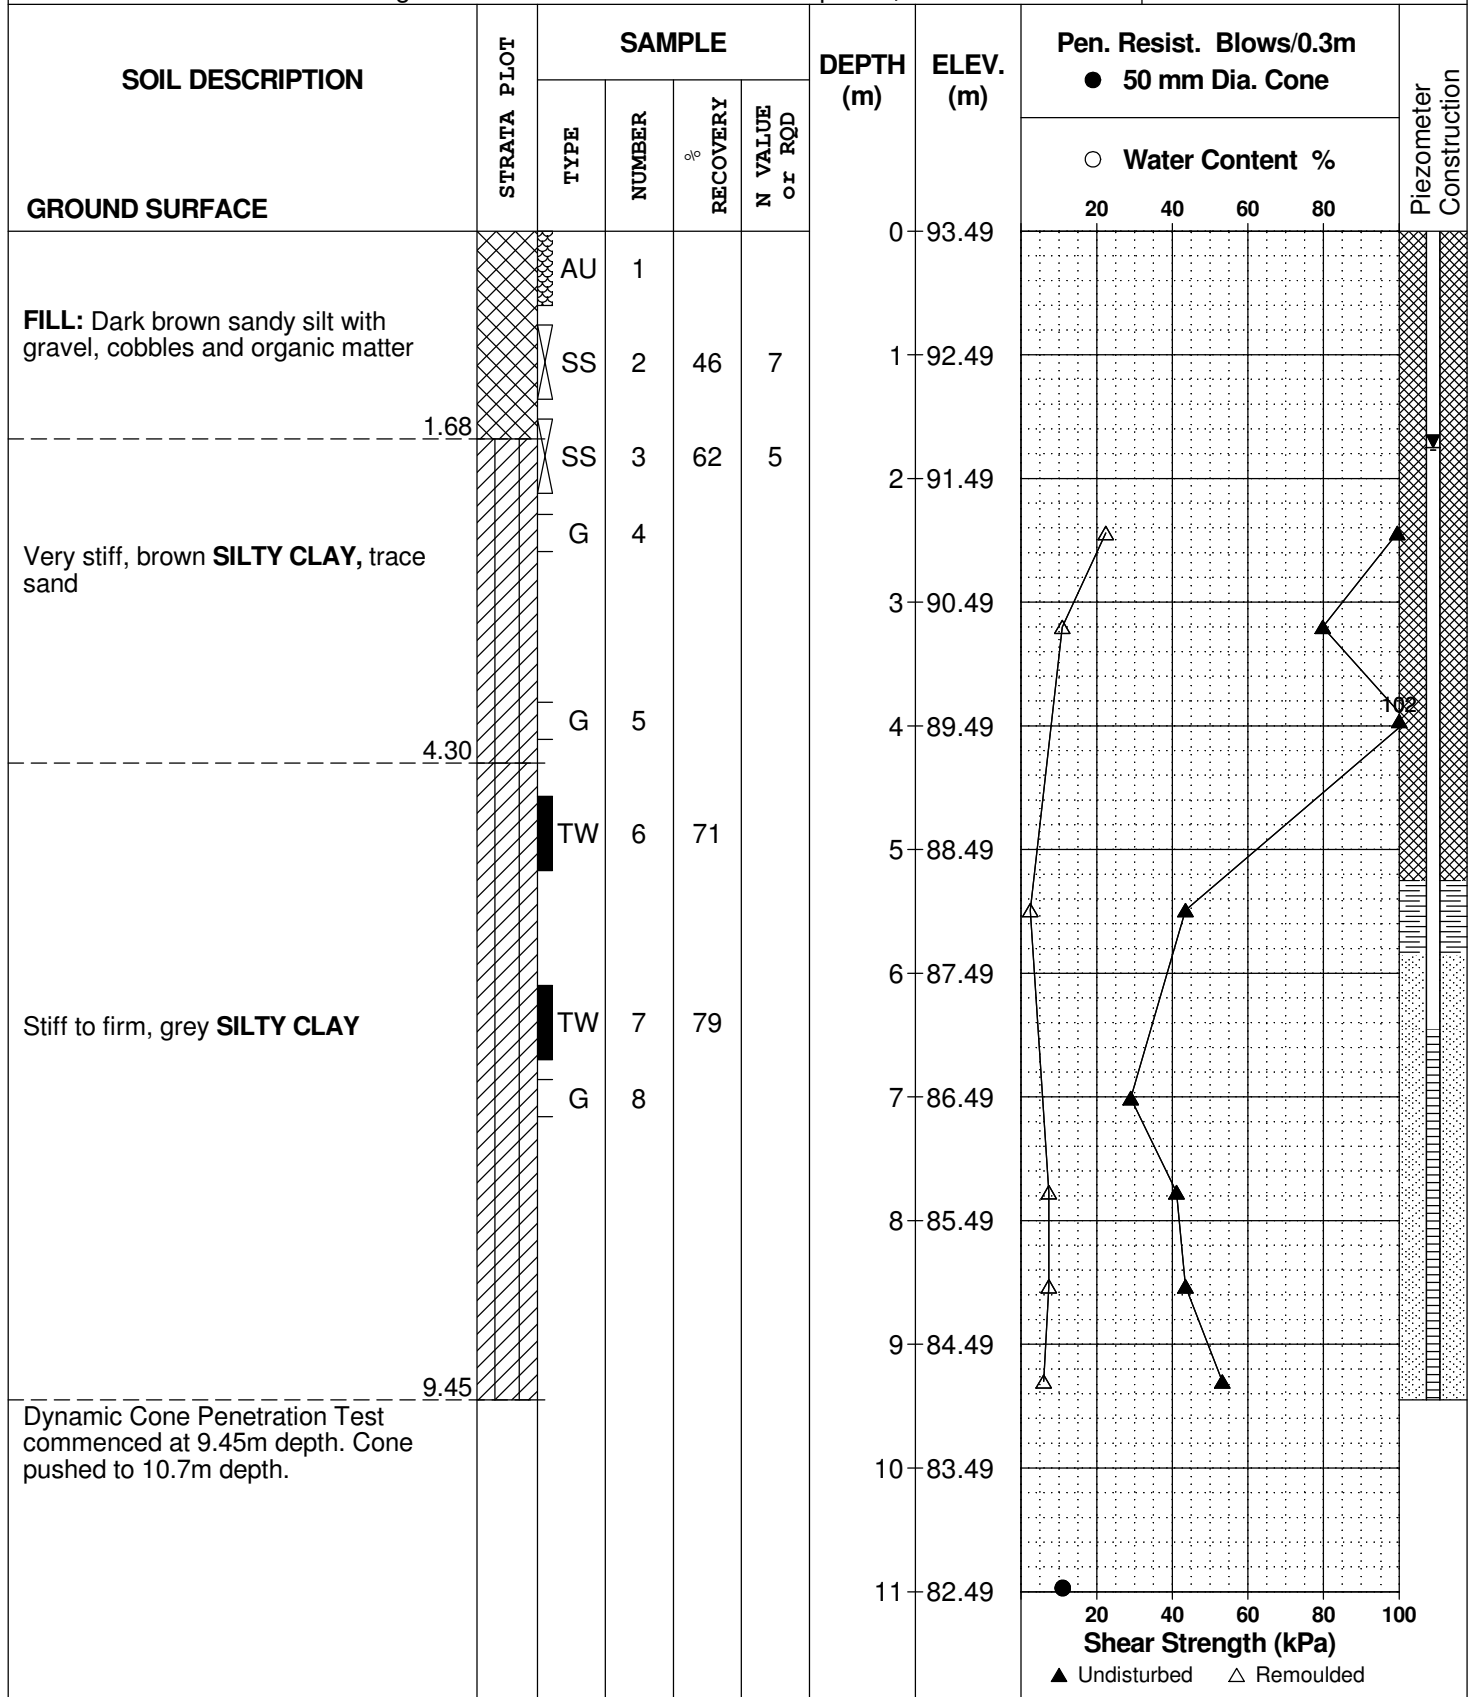 SOIL DESCRIPTION
GROUND SURFACE
STRATA PLOT
SAMPLE
TYPE
NUMBER
%
RECOVERY
N VALUE
or RQD
DEPTH
(m)
ELEV.
(m)
Pen. Resist. Blows/0.3m
● 50 mm Dia. Cone
○ Water Content %
20 40 60 80
Piezometer
Construction
0 93.49
AU 1
FILL: Dark brown sandy silt with
gravel, cobbles and organic matter
SS 2 46 7
1 92.49
1.68
SS 3 62 5
2 91.49
G 4
Very stiff, brown SILTY CLAY, trace
sand
3 90.49
102
G 5
4 89.49
4.30
TW 6 71
5 88.49
6 87.49
Stiff to firm, grey SILTY CLAY
TW 7 79
G 8
7 86.49
8 85.49
9 84.49
9.45
Dynamic Cone Penetration Test
commenced at 9.45m depth. Cone
pushed to 10.7m depth.
10 83.49
11 82.49
20 40 60 80 100
Shear Strength (kPa)
▲ Undisturbed △ Remoulded